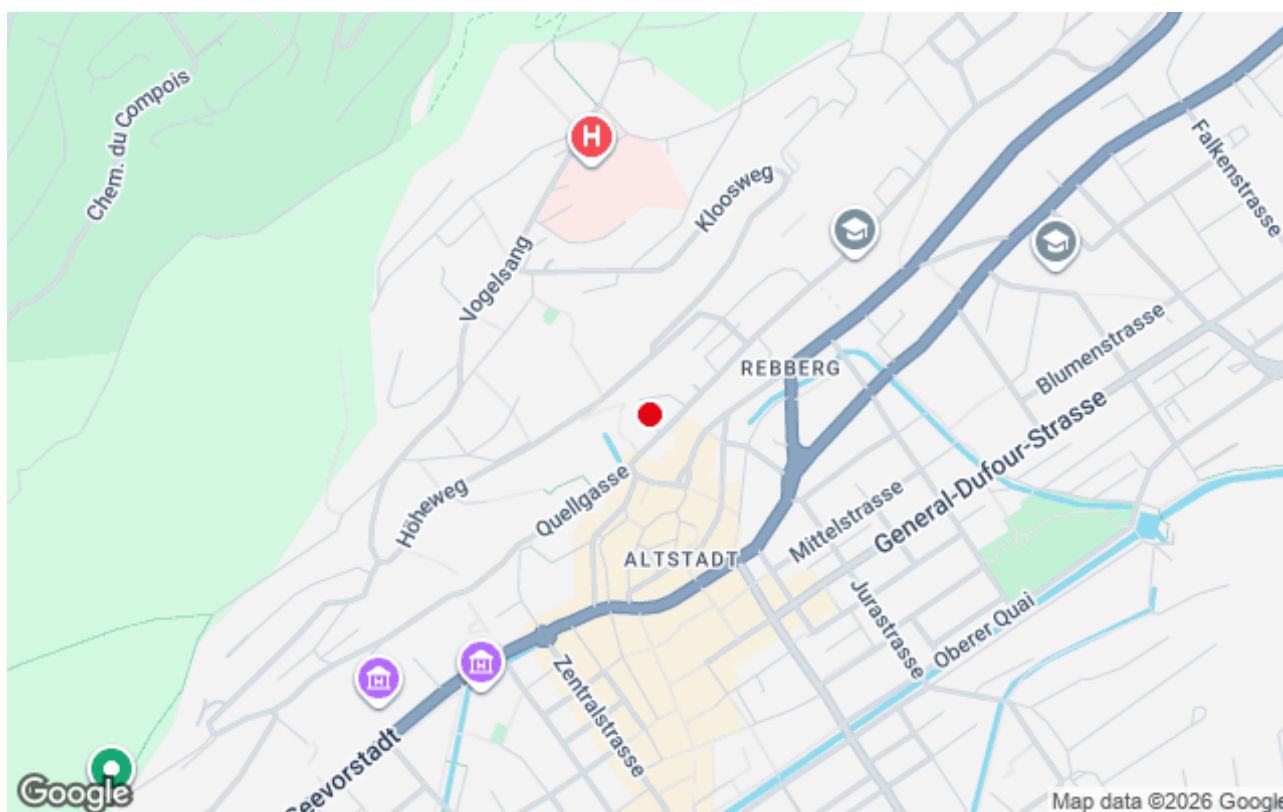 Chem. du Compois
Falkenstrasse
Kloosweg
Vogelsang
Blumenstrasse
REBBERG
General-Dufour-Strasse
Höheweg
Quellgasse
Mittelstrasse
ALTSTADT
Jurastrasse
Oberer Quai
Zentralstrasse
Seevorstadt
Google
Map data ©2026 Google